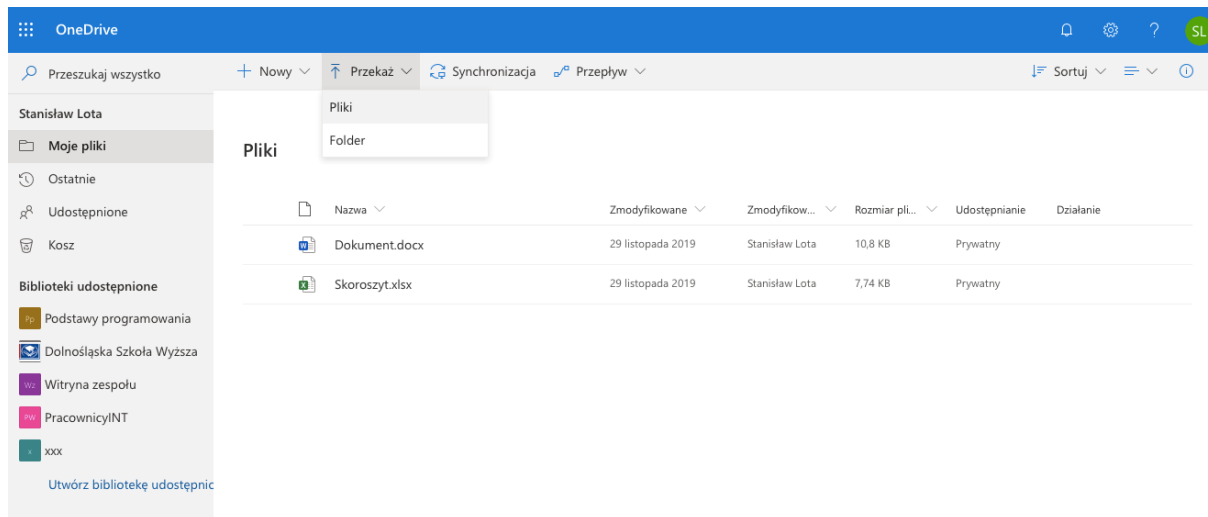 OneDrive
SL
Przeszukaj wszystko
Nowy
Przekaż
Synchronizacja
Przepływ
Sortuj
Pliki
Folder
Stanisław Lota
Moje pliki
Ostatnie
Udostępnione
Kosz
Biblioteki udostępnione
Pp Podstawy programowania
Dolnośląska Szkoła Wyższa
Wz Witryna zespołu
PW PracownicyINT
x xxx
Utwórz bibliotekę udostępnic
Pliki
Nazwa Zmodyfikowane Zmodyfikow... Rozmiar pli... Udostępnianie Działanie
Dokument.docx 29 listopada 2019 Stanisław Lota 10,8 KB Prywatny
Skoroszyt.xlsx 29 listopada 2019 Stanisław Lota 7,74 KB Prywatny